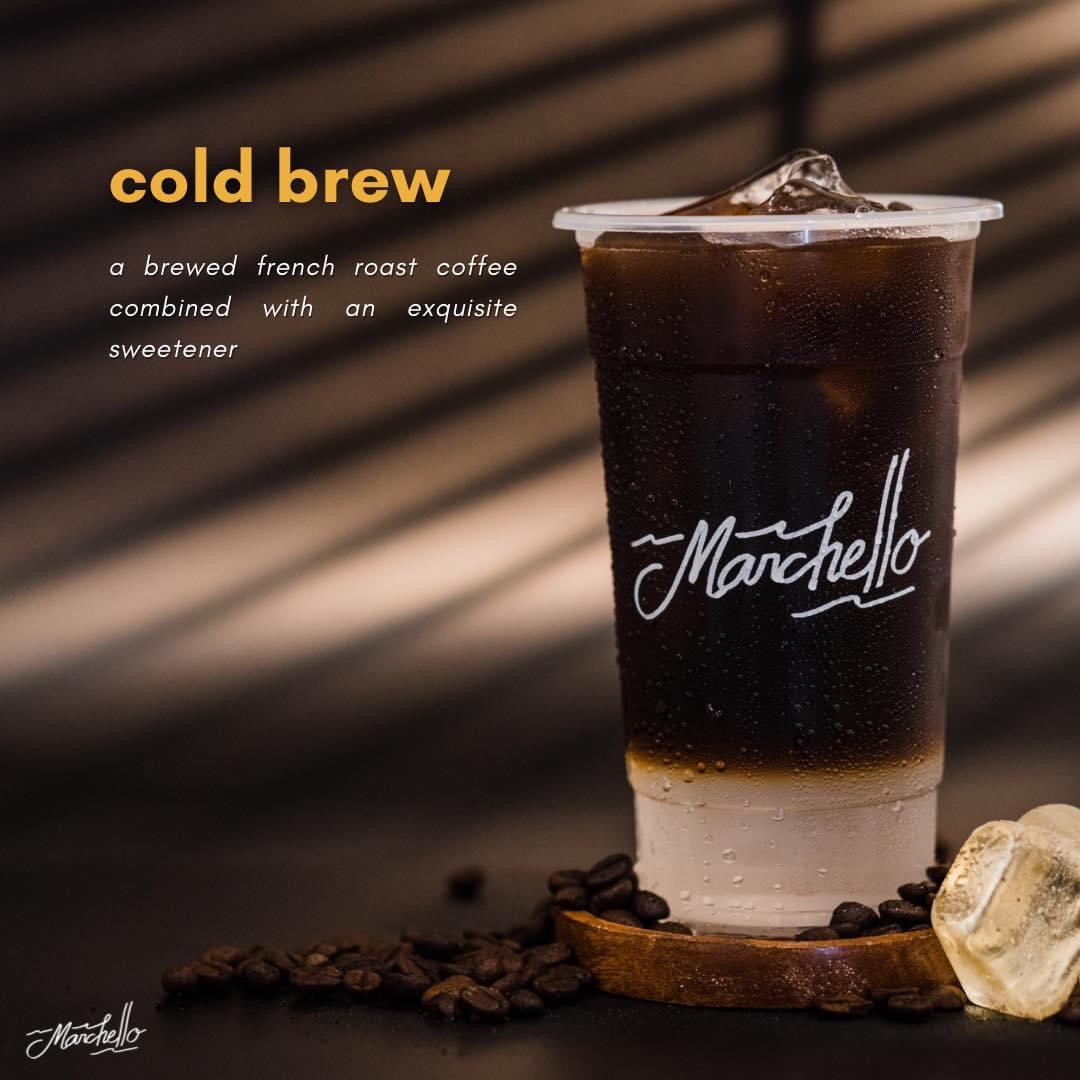 cold brew
a brewed french roast coffee
combined with an exquisite
sweetener
Marchello
Marchello